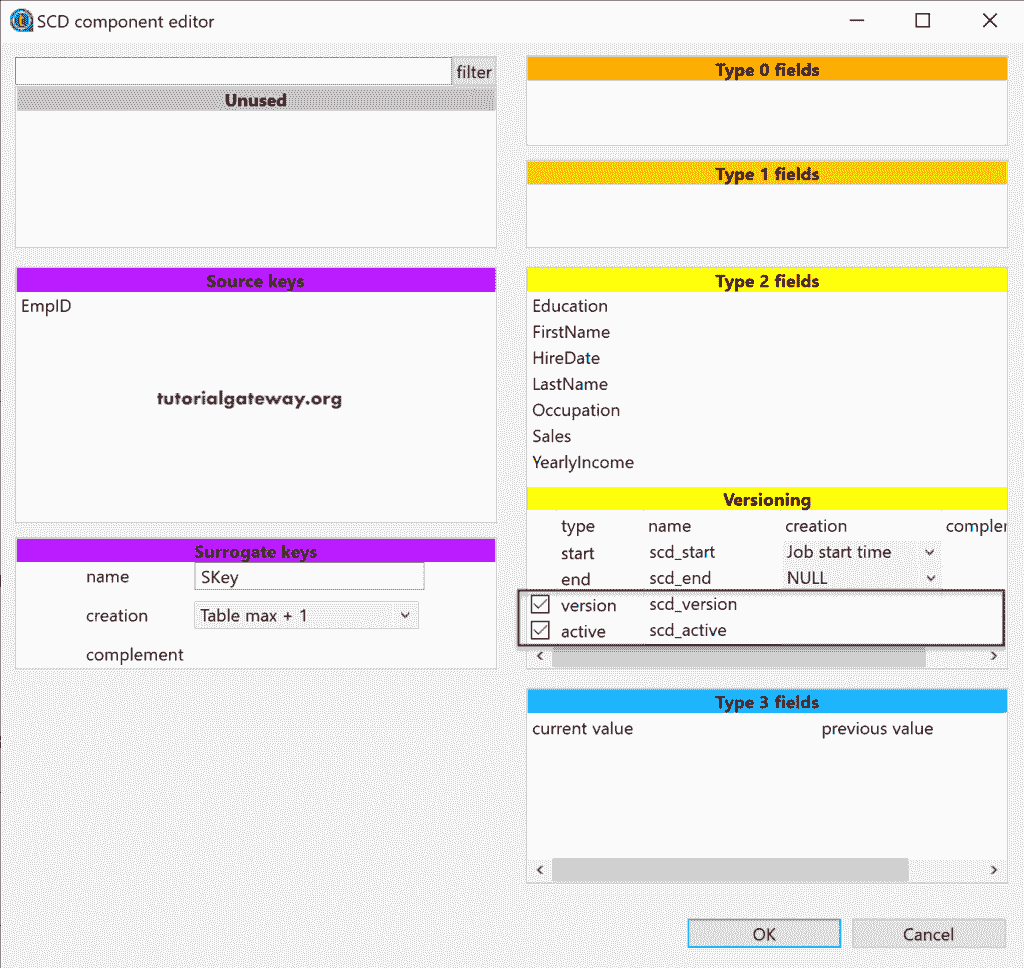 SCD component editor
filter
Unused
Source keys
EmpID
tutorialgateway.org
Surrogate keys
name SKey
creation Table max + 1
complement
Type 0 fields
Type 1 fields
Type 2 fields
Education
FirstName
HireDate
LastName
Occupation
Sales
YearlyIncome
Versioning
type name creation compler
start scd_start Job start time
end scd_end NULL
version scd_version
active scd_active
Type 3 fields
current value previous value
OK Cancel